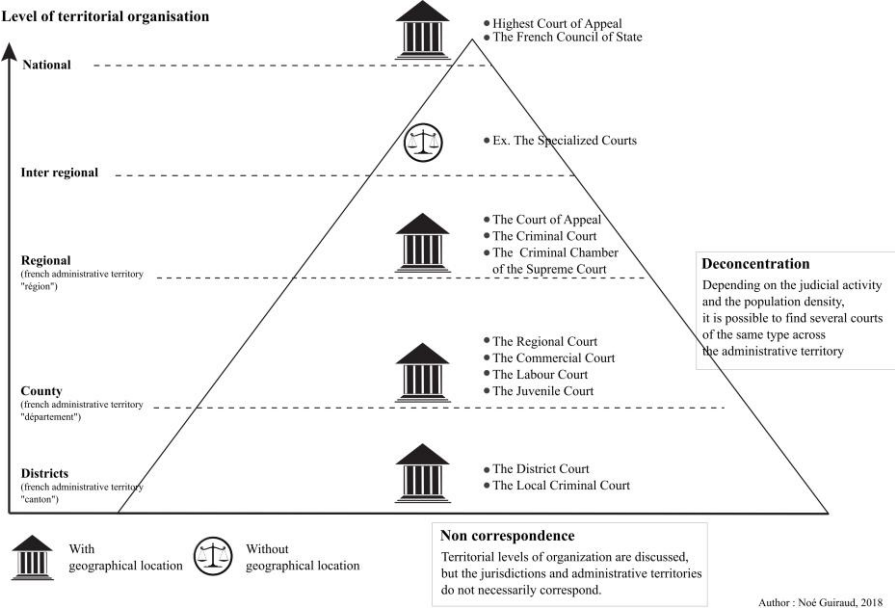 Level of territorial organisation
Highest Court of Appeal
The French Council of State
National
Ex. The Specialized Courts
Inter regional
The Court of Appeal
The Criminal Court
The Criminal Chamber
of the Supreme Court
Regional
(french administrative territory
"région")
Deconcentration
Depending on the judicial activity
and the population density,
it is possible to find several courts
of the same type across
the administrative territory
The Regional Court
The Commercial Court
The Labour Court
The Juvenile Court
County
(french administrative territory
"département")
The District Court
The Local Criminal Court
Districts
(french administrative territory
"canton")
With
geographical location
Without
geographical location
Non correspondence
Territorial levels of organization are discussed,
but the jurisdictions and administrative territories
do not necessarily correspond.
Author : Noé Guiraud, 2018